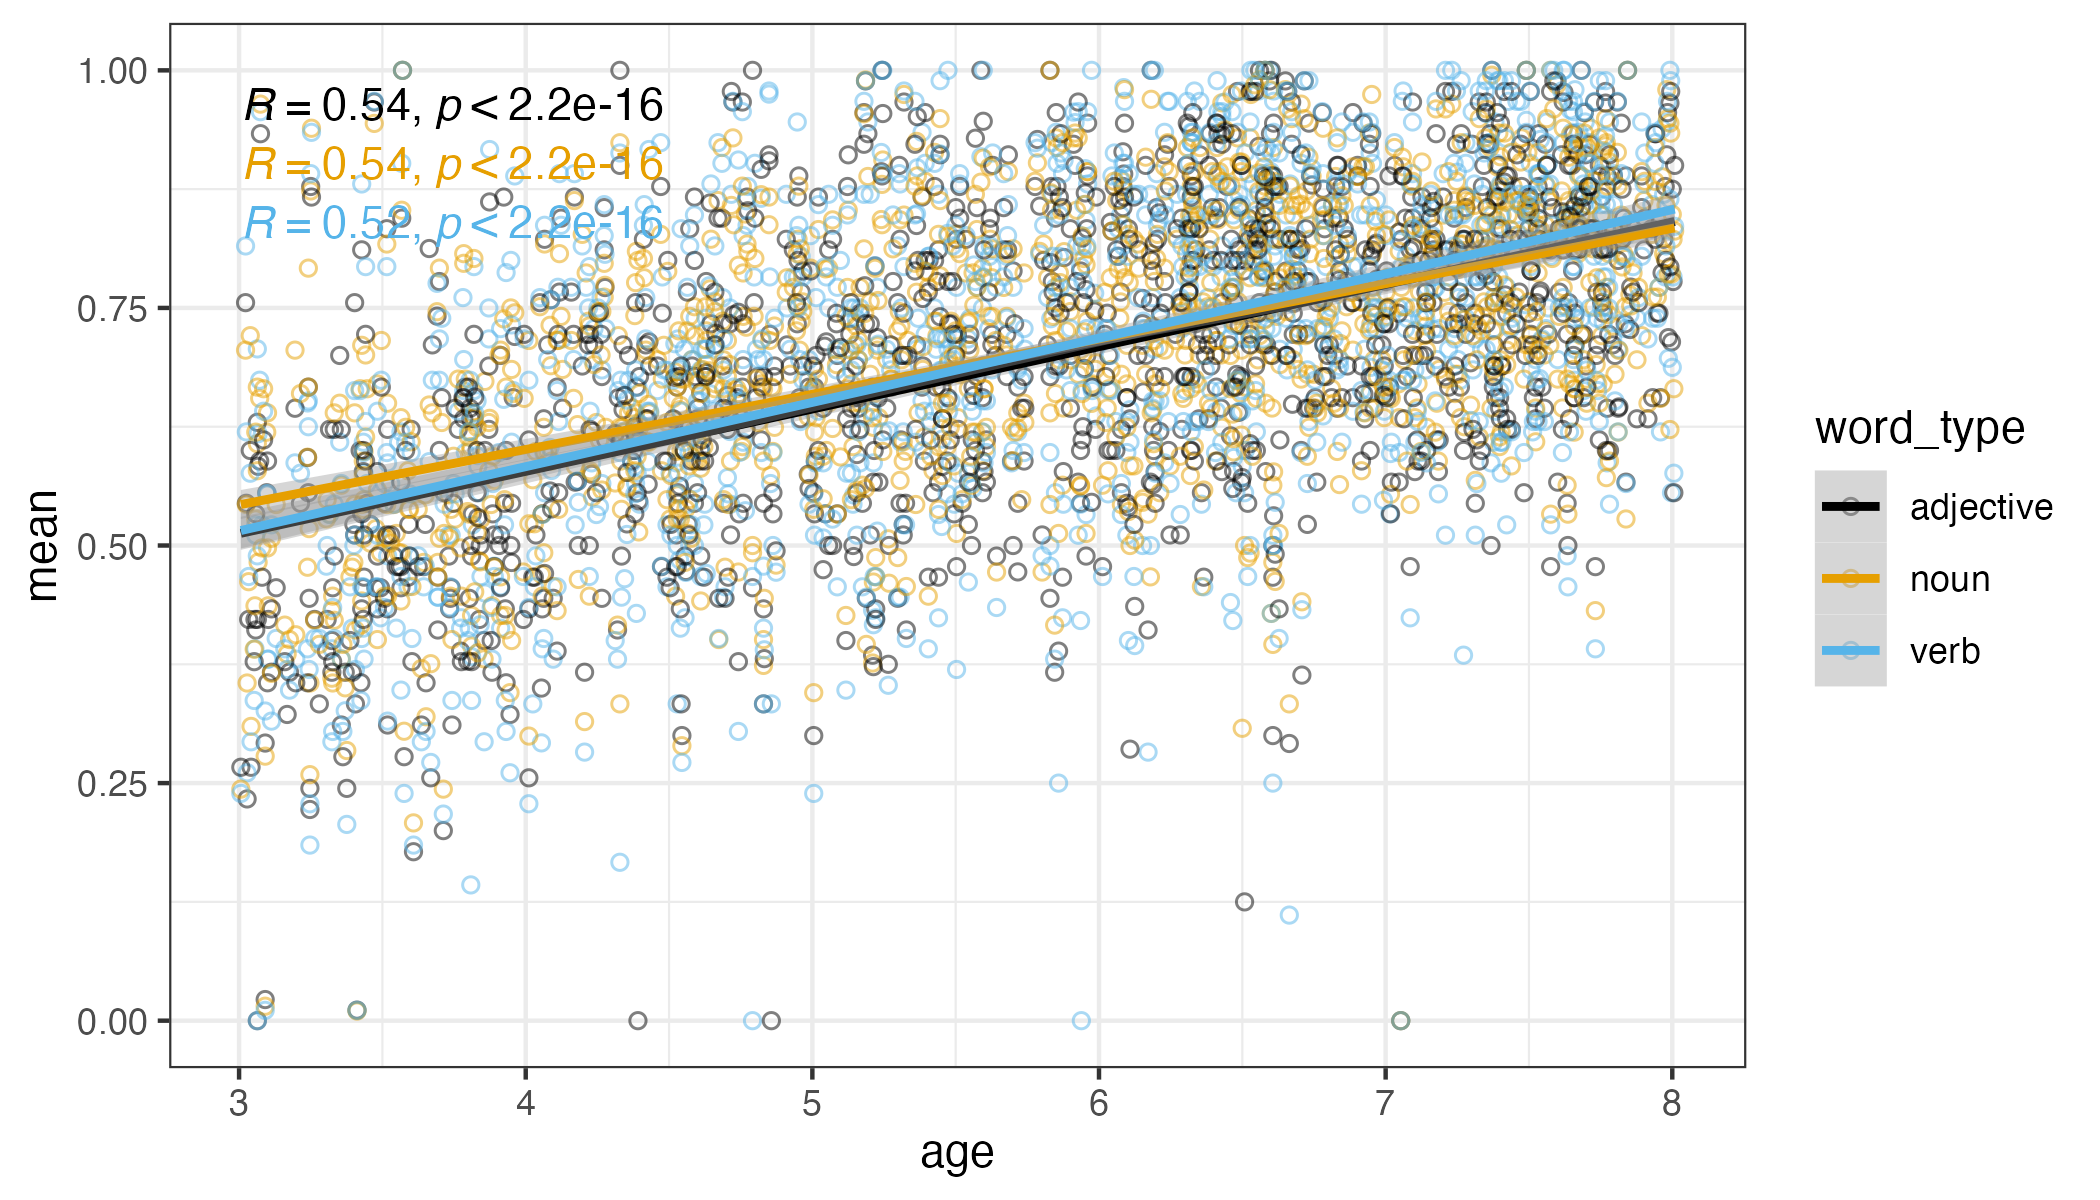 R = 0.54, p < 2.2e-16
R = 0.54, p < 2.2e-16
R = 0.52, p < 2.2e-16
1.00
0.75
0.50
0.25
0.00
mean
3 4 5 6 7 8
age
word_type
adjective
noun
verb